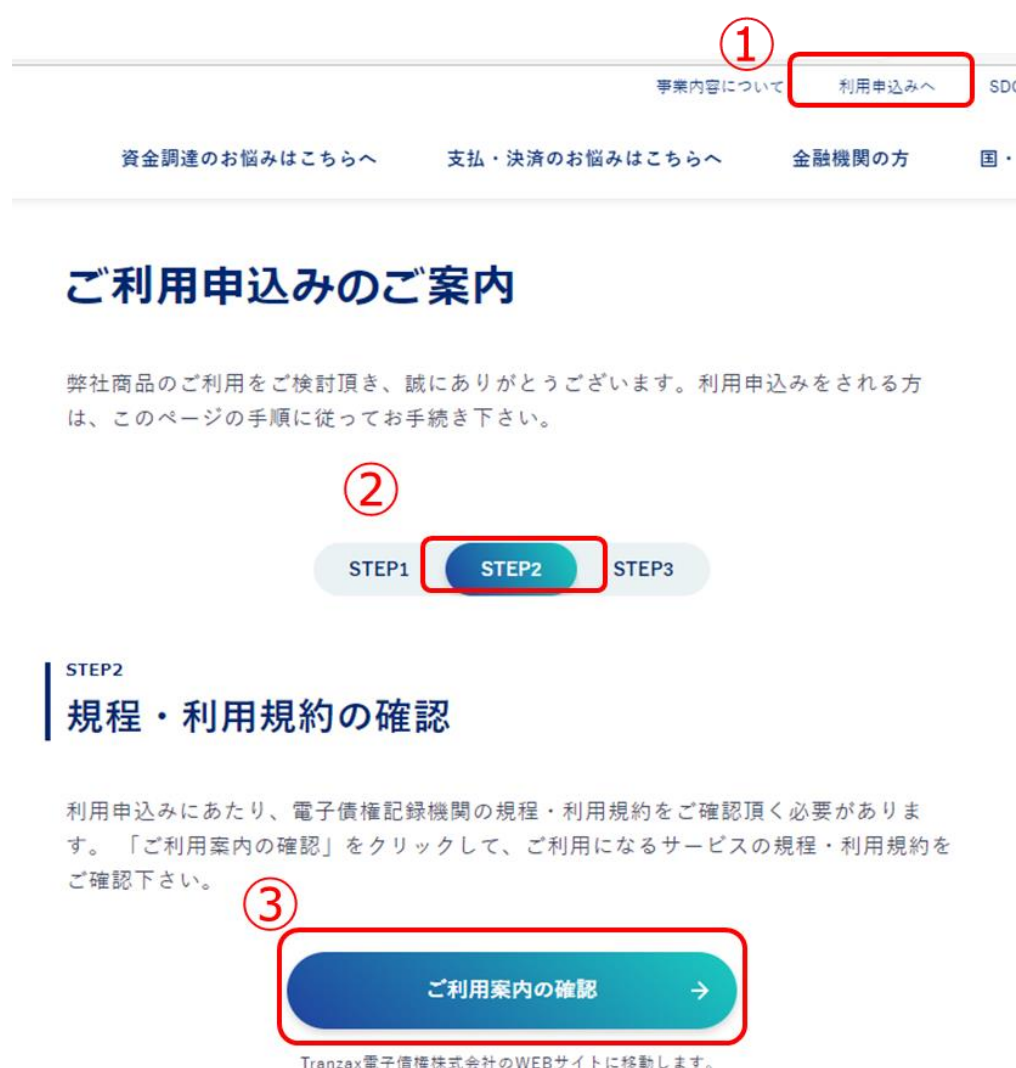 ①
事業内容について 利用申込みへ SDG
資金調達のお悩みはこちらへ 支払・決済のお悩みはこちらへ 金融機関の方 国・
ご利用申込みのご案内
弊社商品のご利用をご検討頂き、誠にありがとうございます。利用申込みをされる方
は、このページの手順に従ってお手続き下さい。
②
STEP1 STEP2 STEP3
STEP2
規程・利用規約の確認
利用申込みにあたり、電子債権記録機関の規程・利用規約をご確認頂く必要がありま
す。 「ご利用案内の確認」をクリックして、ご利用になるサービスの規程・利用規約を
ご確認下さい。
③
ご利用案内の確認 →
Tranzax電子債権株式会社のWEBサイトに移動します。